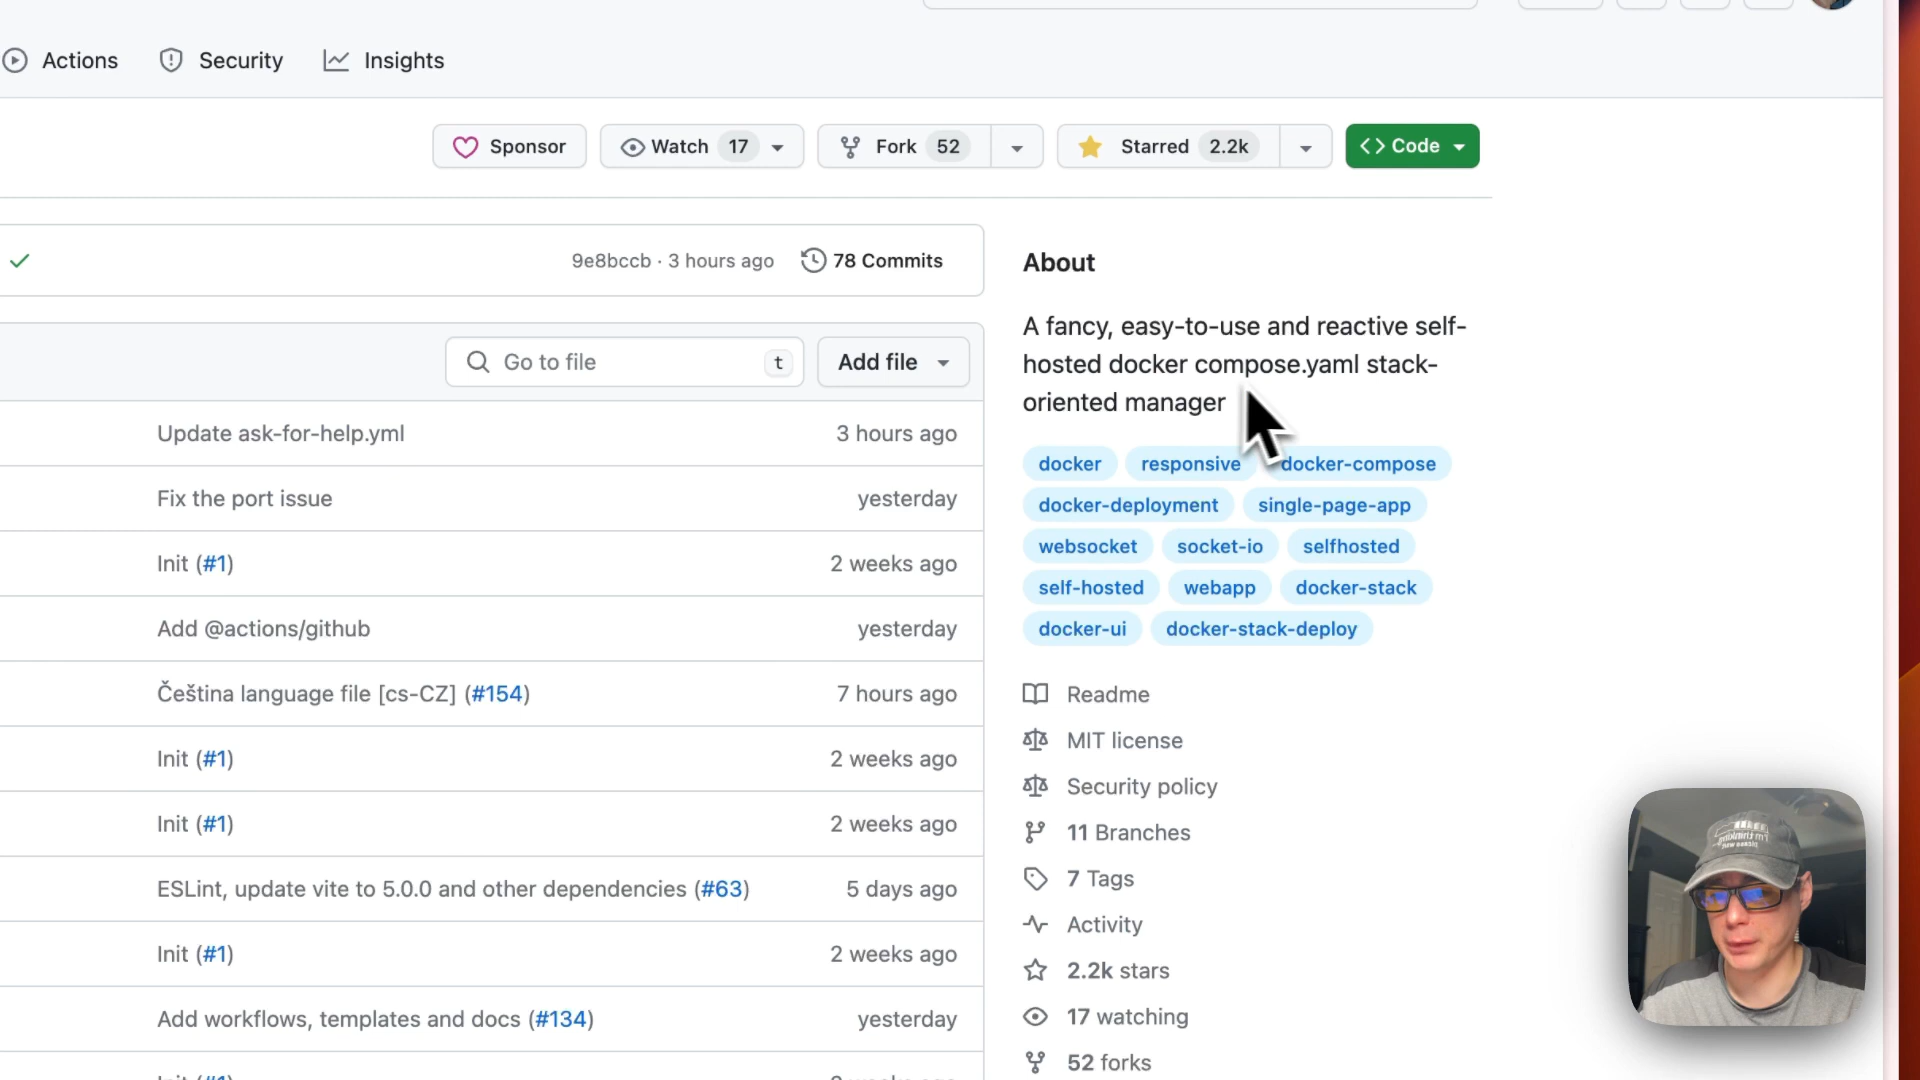 Actions
Security
Insights
Sponsor
Watch 17
Fork 52
Starred 2.2k
Code
9e8bccb · 3 hours ago
78 Commits
Go to file t
Add file
Update ask-for-help.yml 3 hours ago
Fix the port issue yesterday
Init (#1) 2 weeks ago
Add @actions/github yesterday
Čeština language file [cs-CZ] (#154) 7 hours ago
Init (#1) 2 weeks ago
Init (#1) 2 weeks ago
ESLint, update vite to 5.0.0 and other dependencies (#63) 5 days ago
Init (#1) 2 weeks ago
Add workflows, templates and docs (#134) yesterday
About
A fancy, easy-to-use and reactive self-
hosted docker compose.yaml stack-
oriented manager
docker responsive docker-compose
docker-deployment single-page-app
websocket socket-io selfhosted
self-hosted webapp docker-stack
docker-ui docker-stack-deploy
Readme
MIT license
Security policy
11 Branches
7 Tags
Activity
2.2k stars
17 watching
52 forks